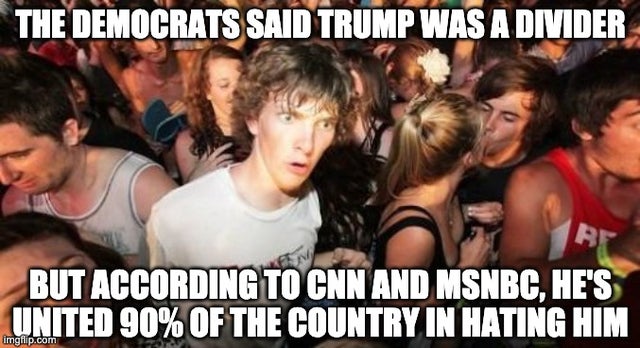 THE DEMOCRATS SAID TRUMP WAS A DIVIDER
BUT ACCORDING TO CNN AND MSNBC, HE'S
UNITED 90% OF THE COUNTRY IN HATING HIM
imgflip.com